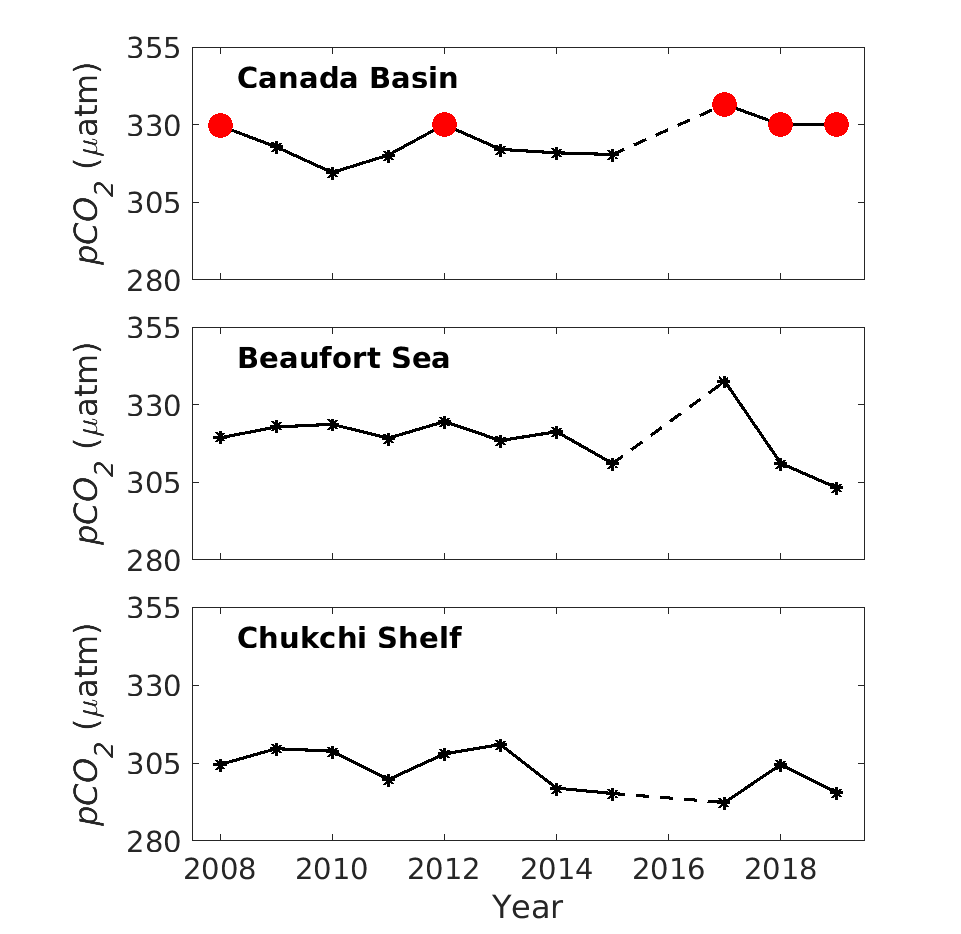 355
330
305
280
pCO2 (μatm)
Canada Basin
355
330
305
280
pCO2 (μatm)
Beaufort Sea
355
330
305
280
pCO2 (μatm)
Chukchi Shelf
2008 2010 2012 2014 2016 2018
Year